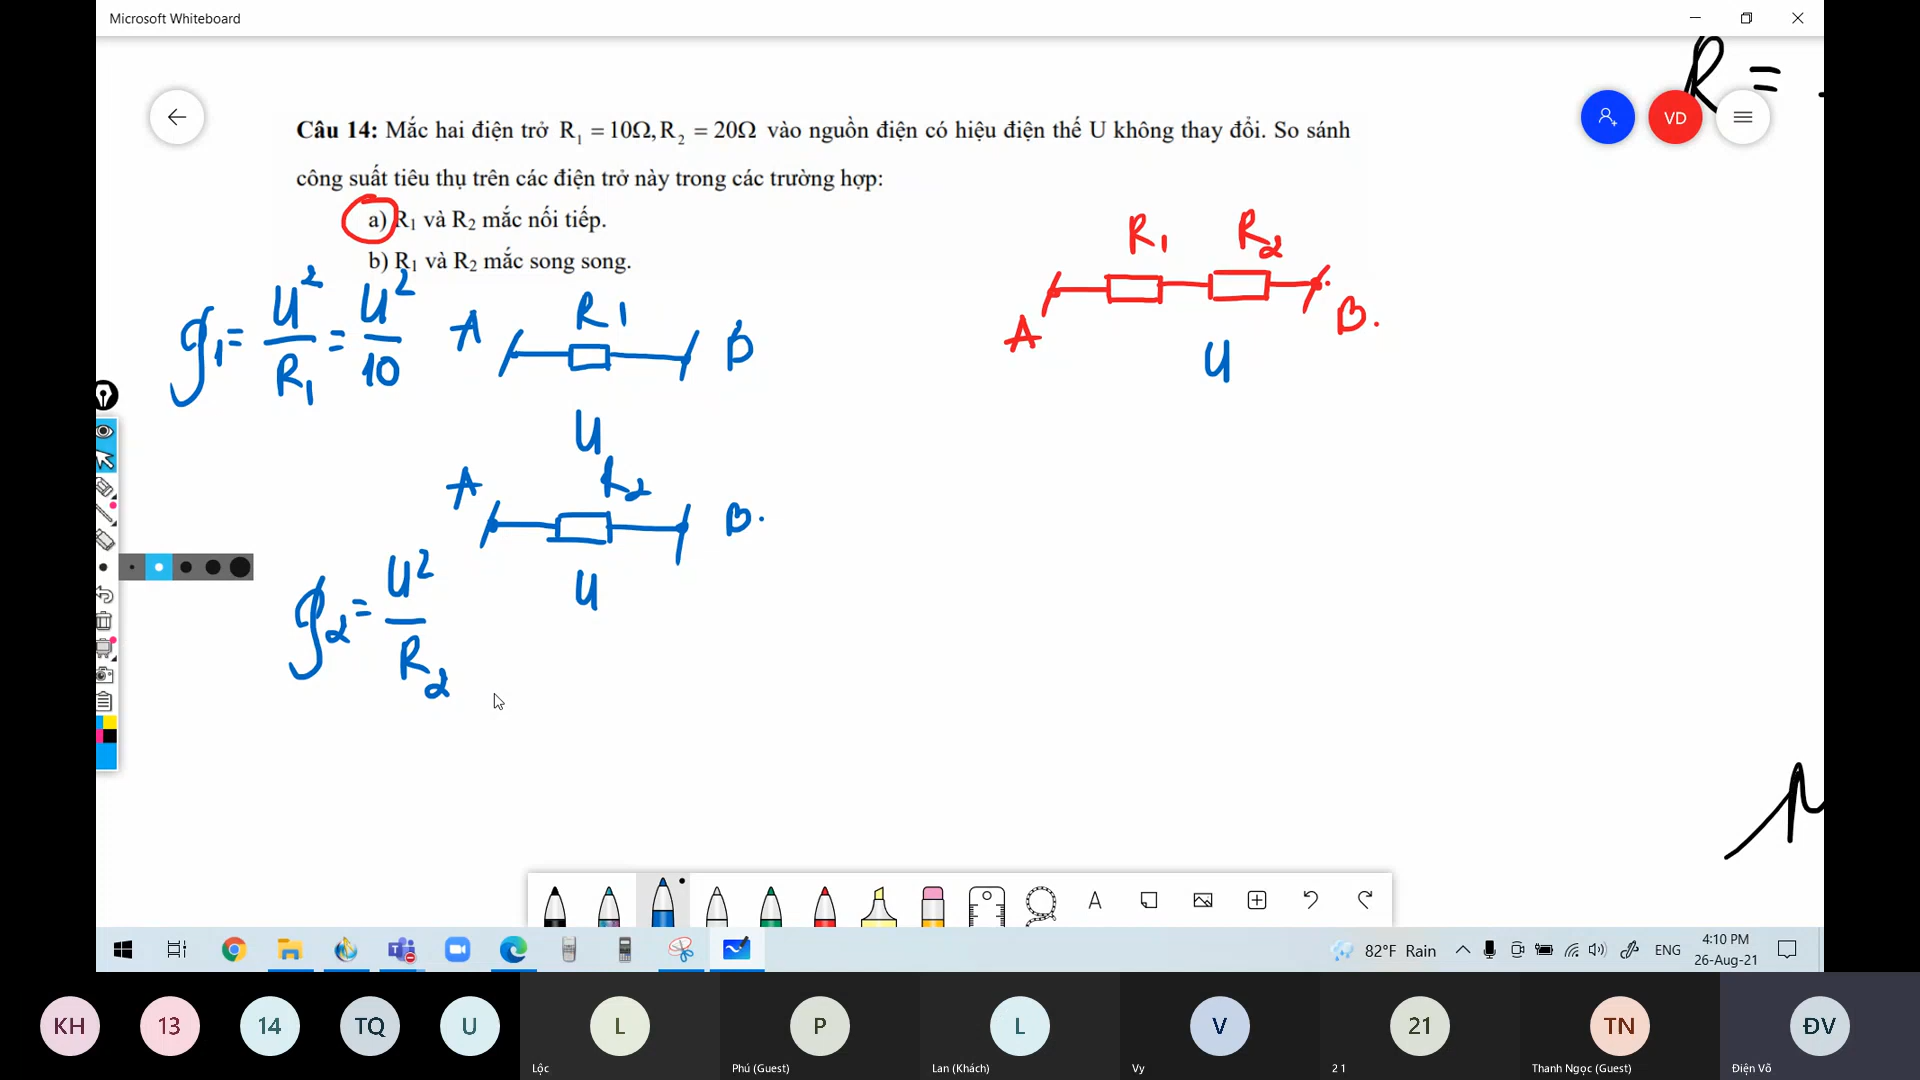 Microsoft Whiteboard
R =
VD
Câu 14: Mắc hai điện trở R₁ = 10Ω, R₂ = 20Ω vào nguồn điện có hiệu điện thế U không thay đổi. So sánh
công suất tiêu thụ trên các điện trở này trong các trường hợp:
a) R₁ và R₂ mắc nối tiếp.
b) R₁ và R₂ mắc song song.
R₁ R₂
A B.
U
℘₁ = U²/R₁ = U²/10
A R₁ B
U
A R₂ B.
U
℘₂ = U²/R₂
A
82°F Rain
ENG
4:10 PM
26-Aug-21
KH 13 14 TQ U L P L V 21 TN ĐV
Lộc Phú (Guest) Lan (Khách) Vy 2 1 Thanh Ngọc (Guest) Điện Võ